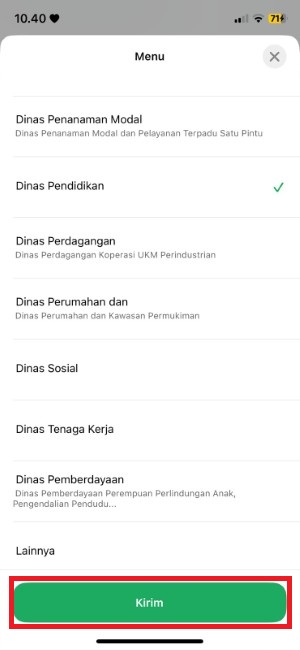 10.40
71
Menu
Dinas Penanaman Modal
Dinas Penanaman Modal dan Pelayanan Terpadu Satu Pintu
Dinas Pendidikan
Dinas Perdagangan
Dinas Perdagangan Koperasi UKM Perindustrian
Dinas Perumahan dan
Dinas Perumahan dan Kawasan Permukiman
Dinas Sosial
Dinas Tenaga Kerja
Dinas Pemberdayaan
Dinas Pemberdayaan Perempuan Perlindungan Anak,
Pengendalian Pendudu...
Lainnya
Kirim